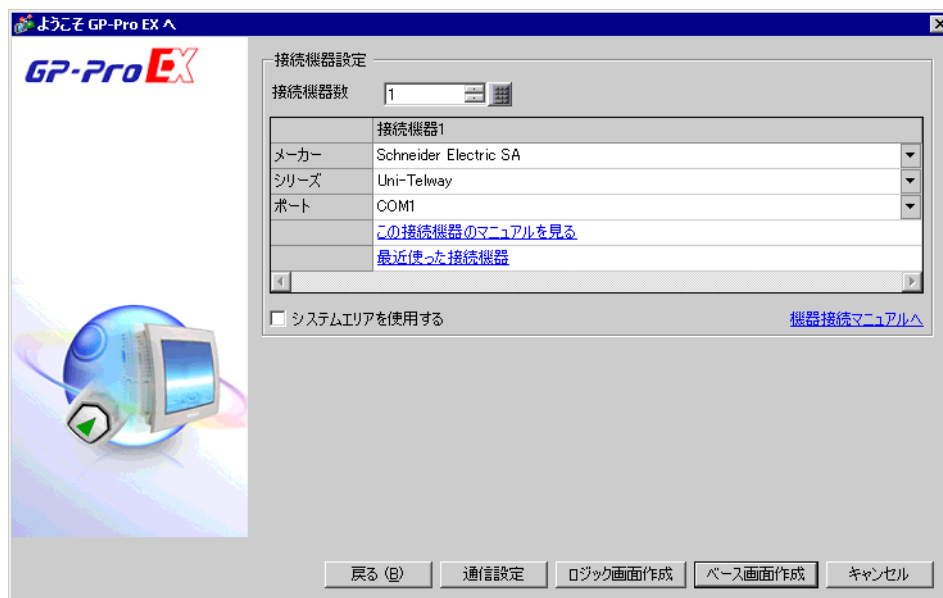 ようこそ GP-Pro EX へ
GP-Pro EX
接続機器設定
接続機器数 1
接続機器1
メーカー Schneider Electric SA
シリーズ Uni-Telway
ポート COM1
この接続機器のマニュアルを見る
最近使った接続機器
システムエリアを使用する 機器接続マニュアルへ
戻る (B) 通信設定 ロジック画面作成 ベース画面作成 キャンセル